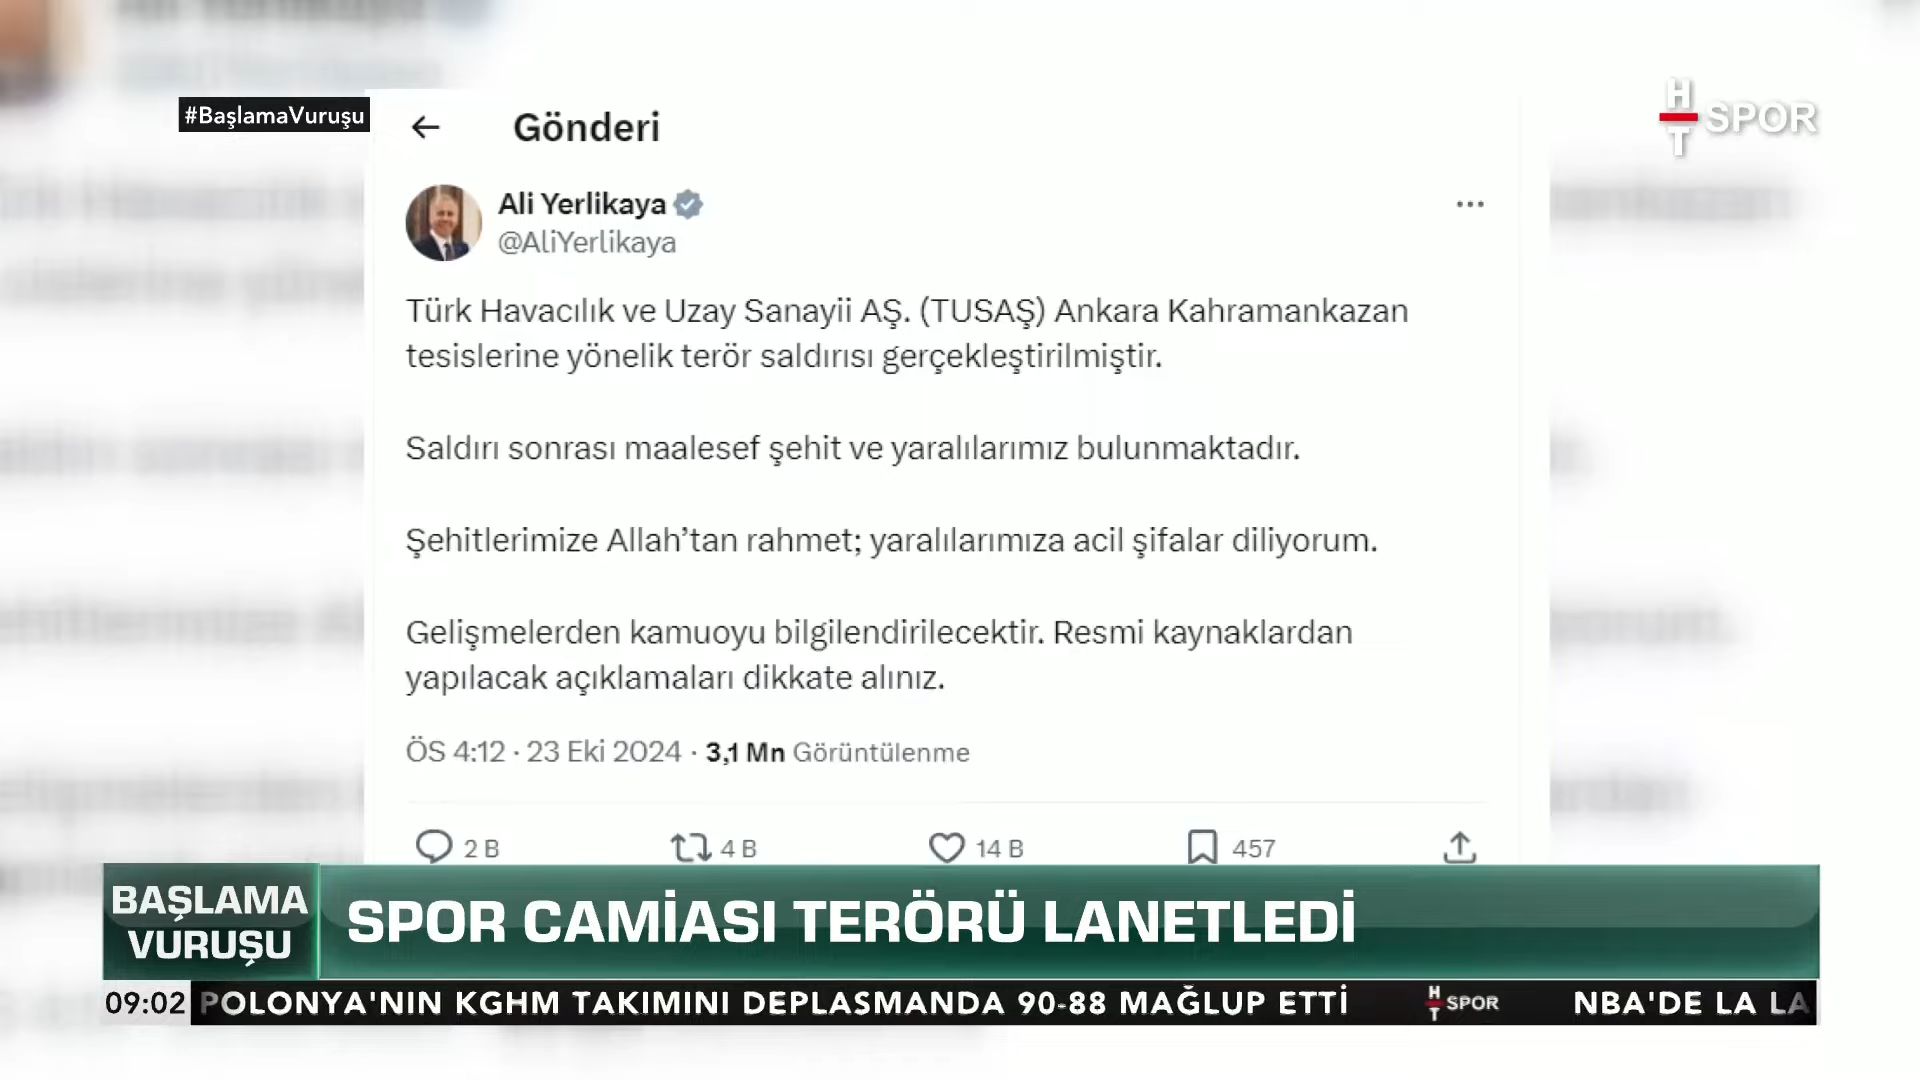 #BaşlamaVuruşu
Gönderi
HT SPOR
Ali Yerlikaya
@AliYerlikaya
Türk Havacılık ve Uzay Sanayii AŞ. (TUSAŞ) Ankara Kahramankazan
tesislerine yönelik terör saldırısı gerçekleştirilmiştir.
Saldırı sonrası maalesef şehit ve yaralılarımız bulunmaktadır.
Şehitlerimize Allah’tan rahmet; yaralılarımıza acil şifalar diliyorum.
Gelişmelerden kamuoyu bilgilendirilecektir. Resmi kaynaklardan
yapılacak açıklamaları dikkate alınız.
ÖS 4:12 · 23 Eki 2024 · 3,1 Mn Görüntülenme
2 B 4 B 14 B 457
BAŞLAMA
VURUŞU
SPOR CAMİASI TERÖRÜ LANETLEDİ
09:02 POLONYA'NIN KGHM TAKIMINI DEPLASMANDA 90-88 MAĞLUP ETTİ HT SPOR NBA'DE LA LA